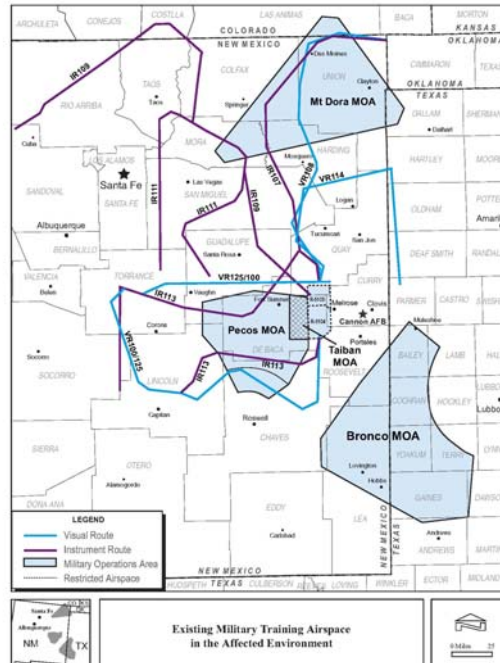 ARCHULETA
CONEJOS
COSTILLA
LAS ANIMAS
BACA
MORTON
COLORADO
KANSAS
NEW MEXICO
OKLAHOMA
Des Moines
IR109
TAOS
COLFAX
UNION
CIMMARON
Taos
Clayton
OKLAHOMA
RIO ARRIBA
Springer
Mt Dora MOA
TEXAS
DALLAM
SHERMAN
Dalhart
MORA
HARDING
Cuba
LOS ALAMOS
Mosquero
HARTLEY
MOORE
IR107
VR108
VR114
Santa Fe
Las Vegas
SANDOVAL
SANTA FE
IR111
SAN MIGUEL
IR111
IR109
Logan
OLDHAM
Albuquerque
Tucumcari
BERNALILLO
GUADALUPE
San Jon
QUAY
Santa Rosa
DEAF SMITH
VALENCIA
TORRANCE
VR125/100
CURRY
Belen
Vaughn
PARMER
CASTRO
IR113
Fort Sumner
Melrose
Clovis
Cannon AFB
Muleshoe
Corona
Pecos MOA
Portales
Socorro
VR100/125
Taiban
MOA
DE BACA
BAILEY
LAMB
SOCORRO
IR113
IR113
ROOSEVELT
LINCOLN
COCHRAN
HOCKLEY
Capitan
Roswell
CHAVES
Bronco MOA
SIERRA
OTERO
YOAKUM
TERRY
Lovington
Alamogordo
Hobbs
GAINES
DONA ANA
EDDY
LEA
Carlsbad
NEW MEXICO
TEXAS
Andrews
ANDREWS
MARTIN
LEGEND
Visual Route
Instrument Route
Military Operations Area
Restricted Airspace
NEW MEXICO
TEXAS
HUDSPETH
CULBERSON
REEVES
LOVING
WINKLER
ECTOR
MIDLAND
Santa Fe
Albuquerque
NM
TX
Existing Military Training Airspace
in the Affected Environment
0 Miles 25